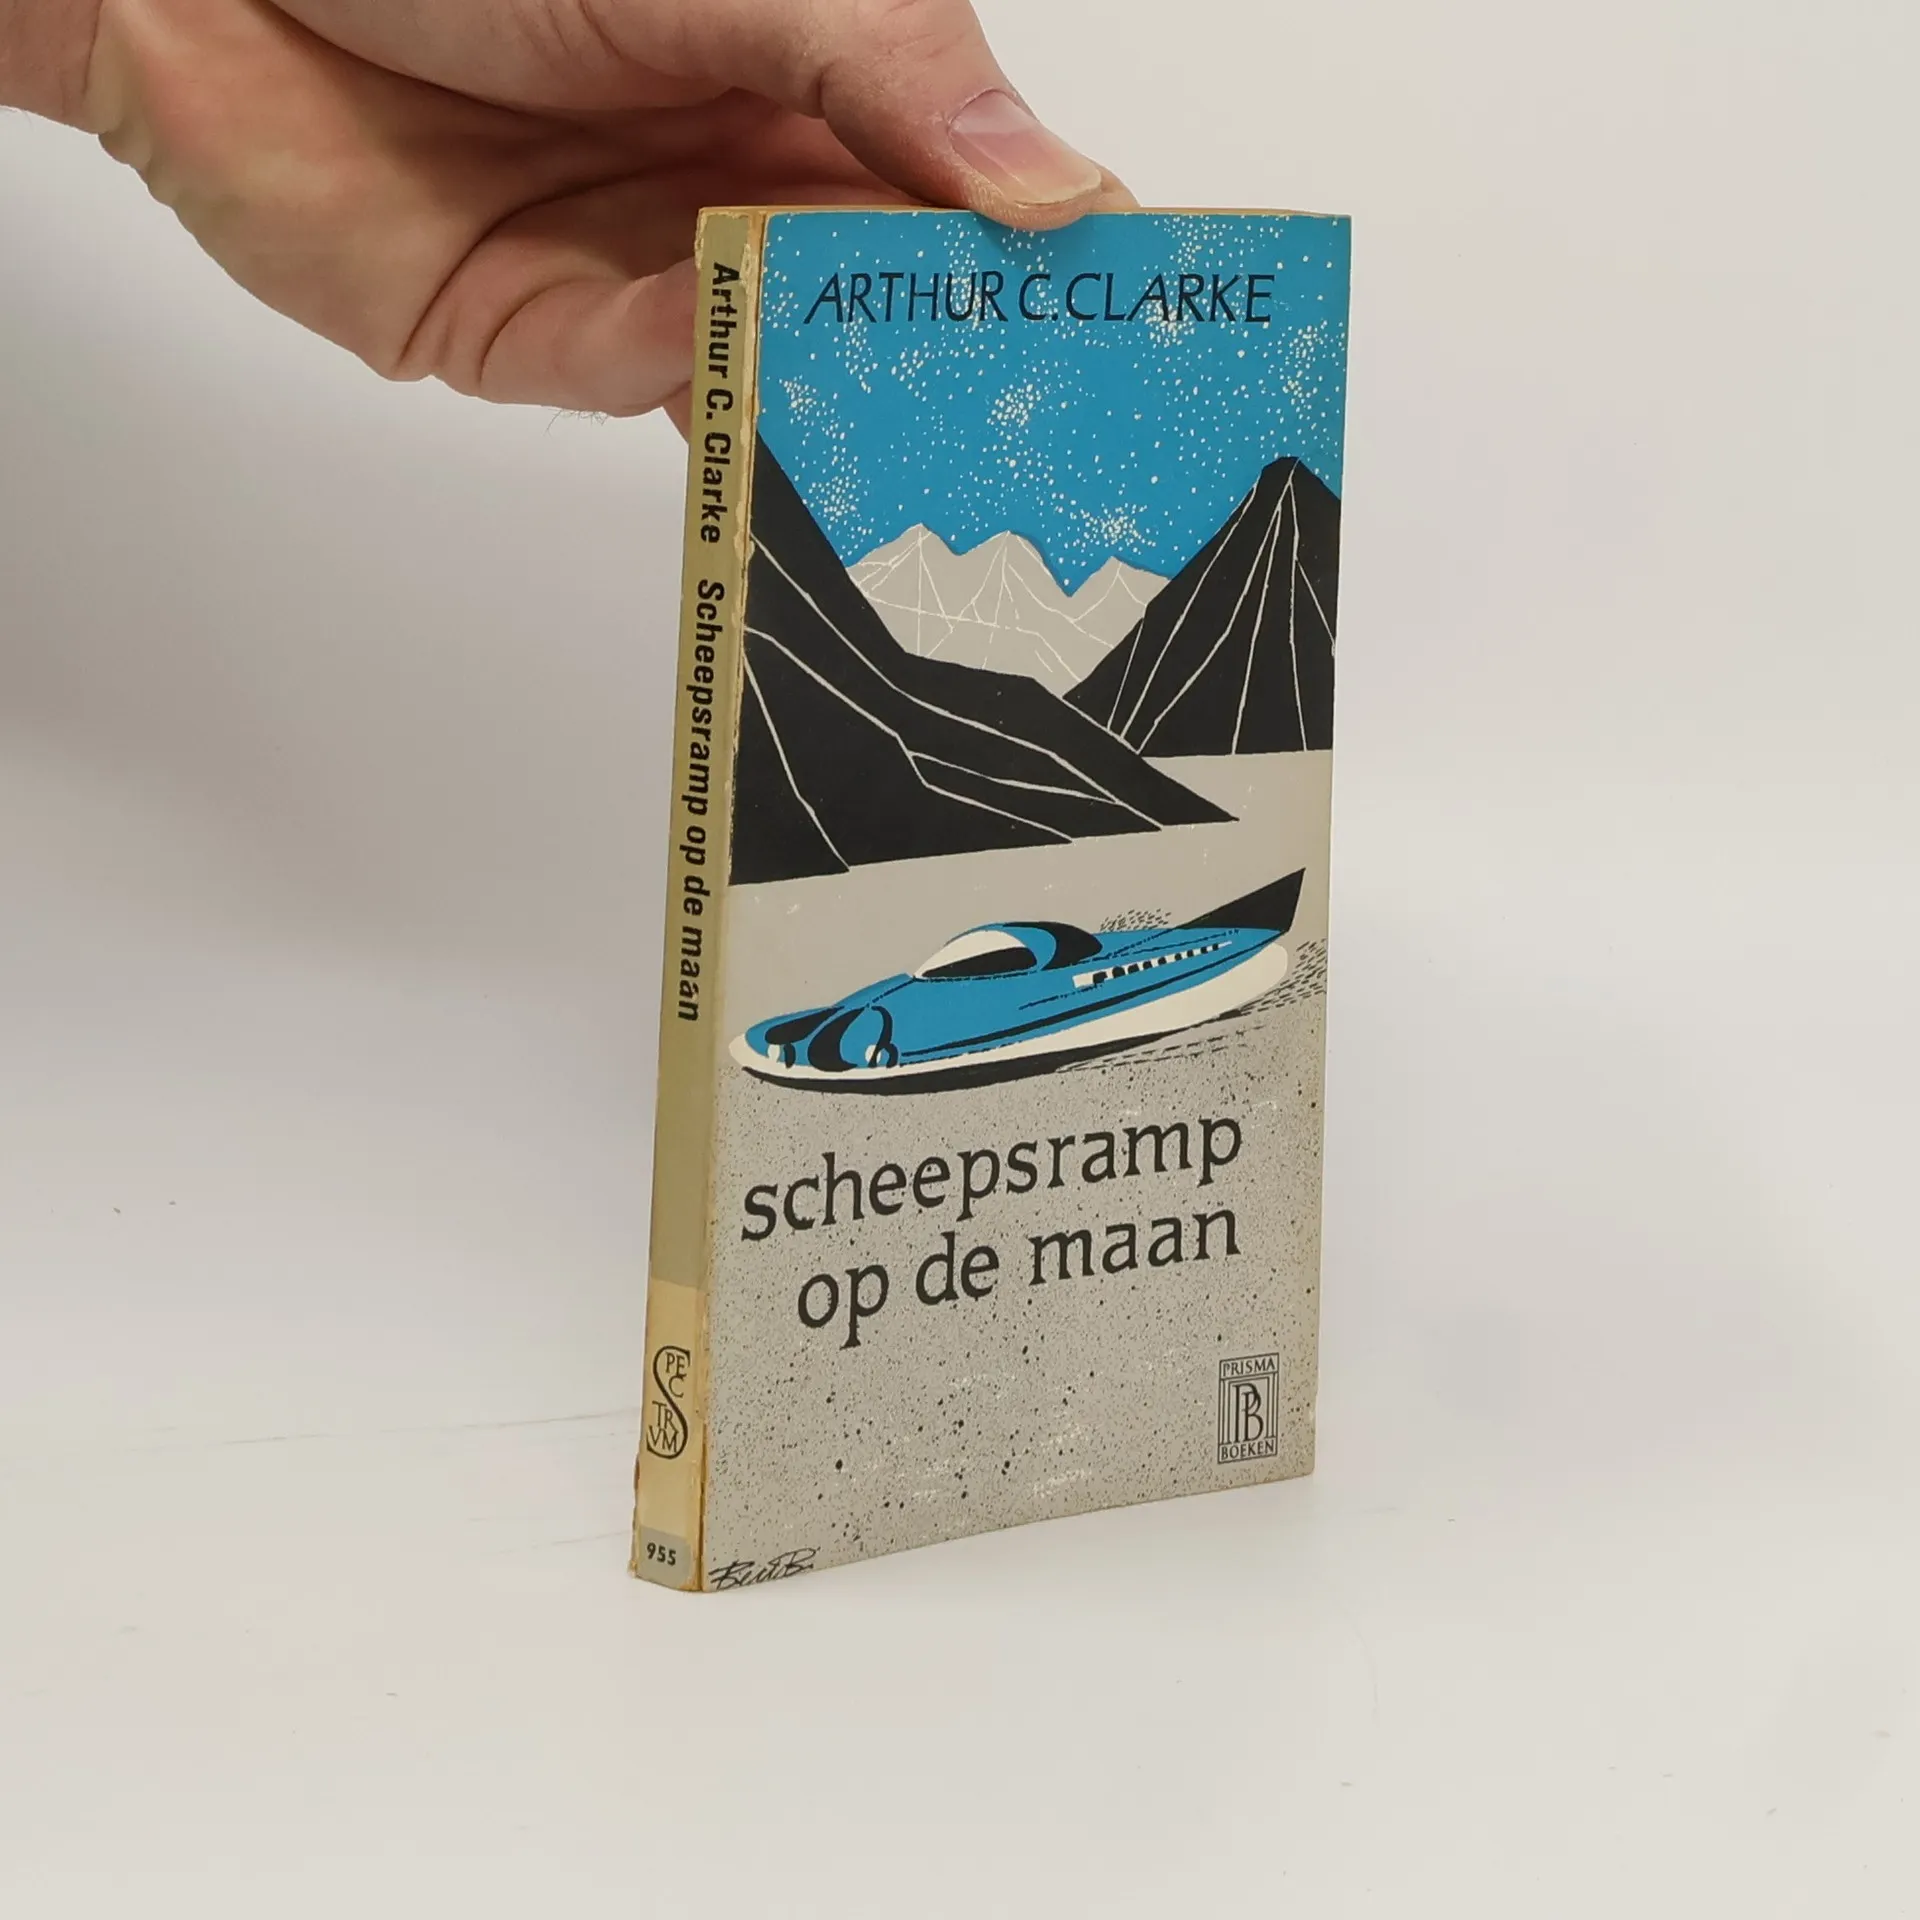 Arthur C. Clarke Scheepsramp op de maan
SPECTRVM
955
ARTHUR C. CLARKE
scheepsramp
op de maan
PRISMA
PB
BOEKEN